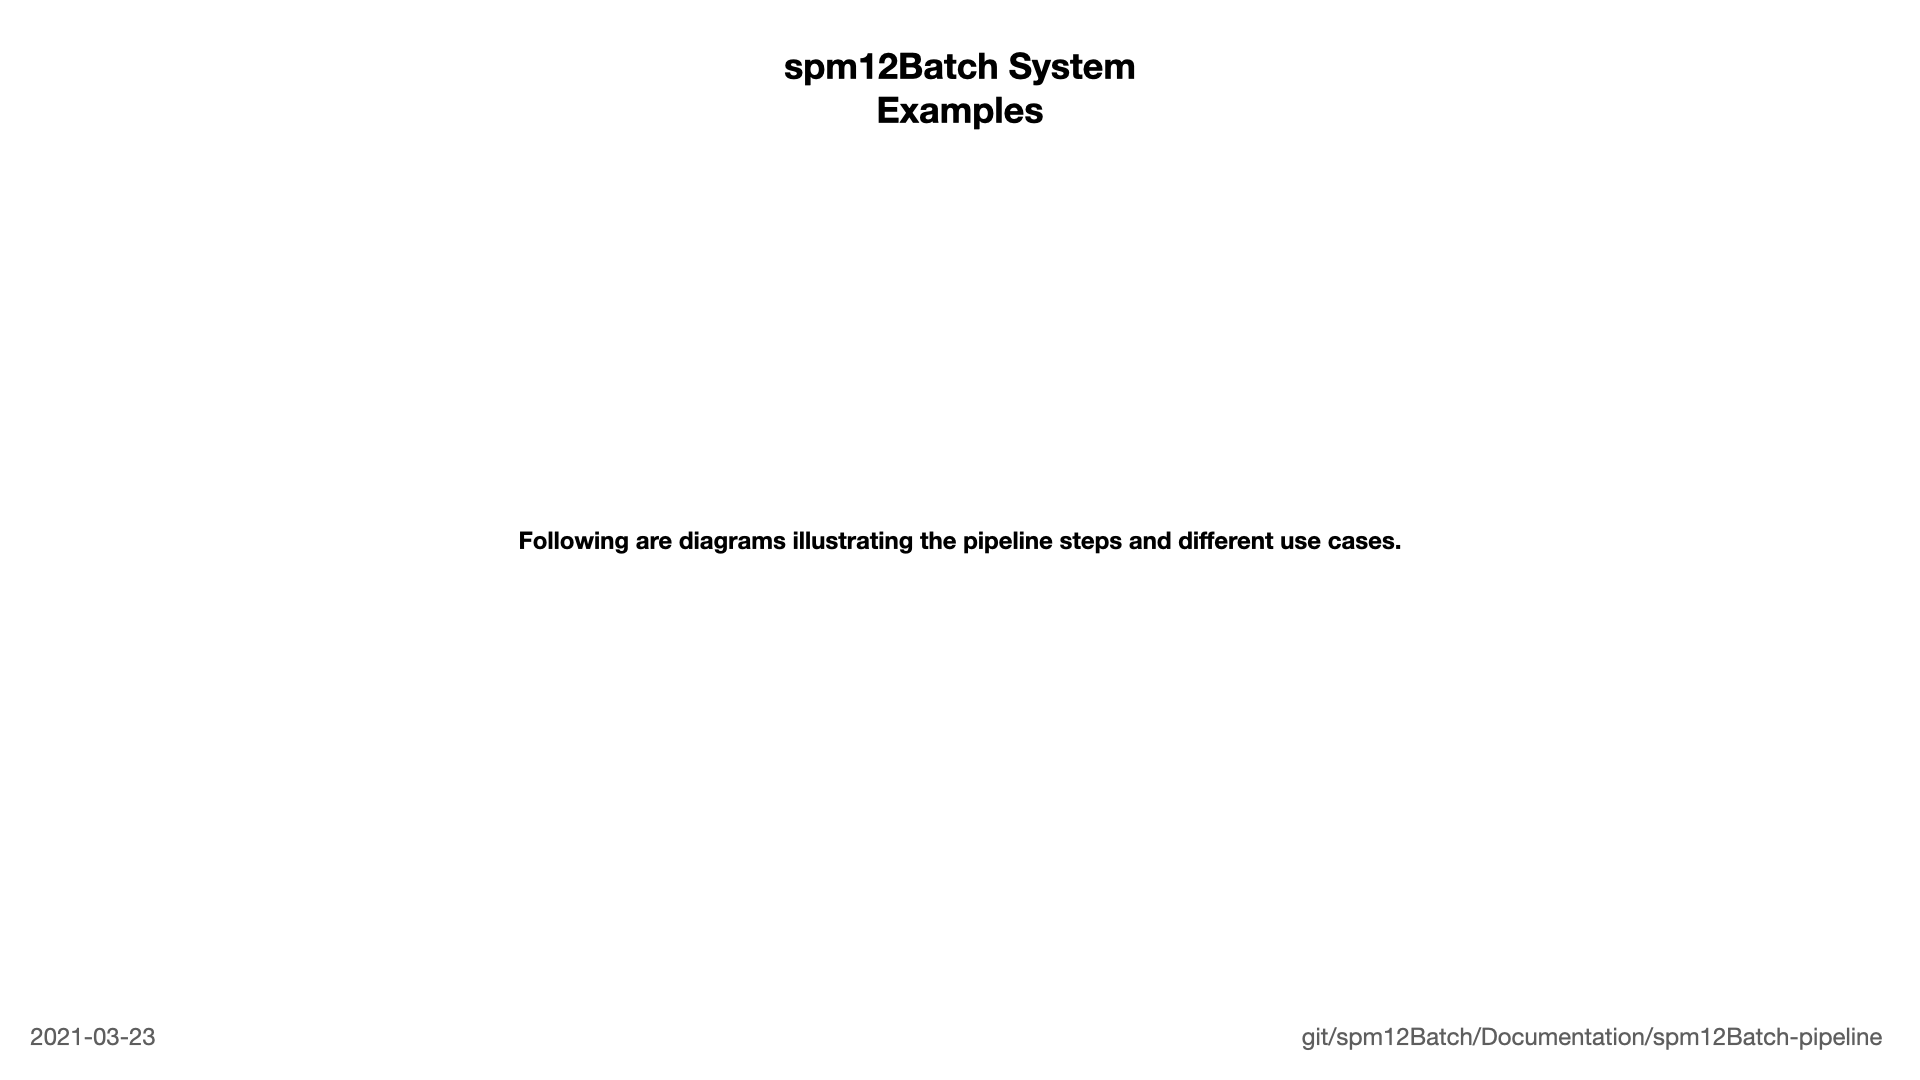 spm12Batch System
Examples
Following are diagrams illustrating the pipeline steps and different use cases.
2021-03-23
git/spm12Batch/Documentation/spm12Batch-pipeline